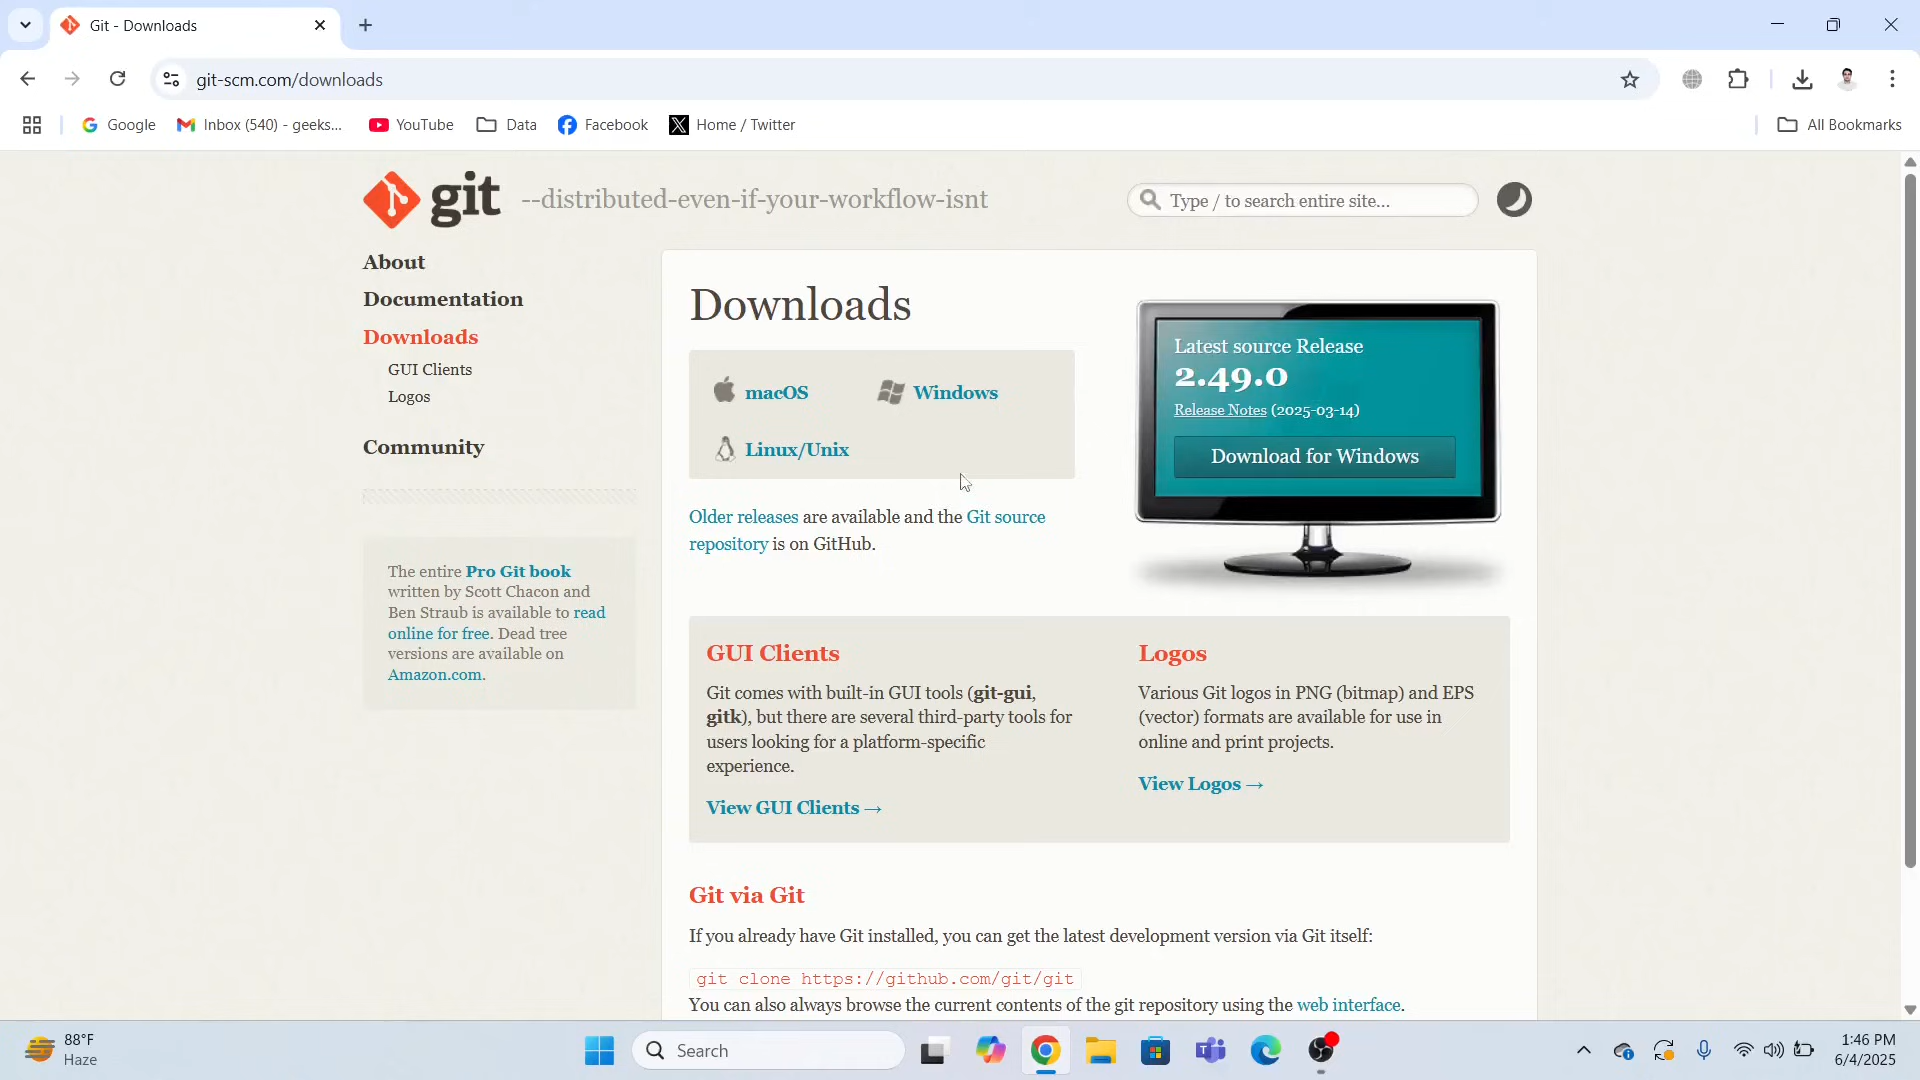 Git - Downloads
git-scm.com/downloads
Google
Inbox (540) - geeks...
YouTube
Data
Facebook
Home / Twitter
All Bookmarks
git
--distributed-even-if-your-workflow-isnt
Type / to search entire site...
About
Documentation
Downloads
GUI Clients
Logos
Community
The entire Pro Git book
written by Scott Chacon and
Ben Straub is available to read
online for free. Dead tree
versions are available on
Amazon.com.
Downloads
macOS
Windows
Linux/Unix
Older releases are available and the Git source
repository is on GitHub.
Latest source Release
2.49.0
Release Notes (2025-03-14)
Download for Windows
GUI Clients
Git comes with built-in GUI tools (git-gui,
gitk), but there are several third-party tools for
users looking for a platform-specific
experience.
View GUI Clients →
Logos
Various Git logos in PNG (bitmap) and EPS
(vector) formats are available for use in
online and print projects.
View Logos →
Git via Git
If you already have Git installed, you can get the latest development version via Git itself:
git clone https://github.com/git/git
You can also always browse the current contents of the git repository using the web interface.
88°F
Haze
Search
1:46 PM
6/4/2025